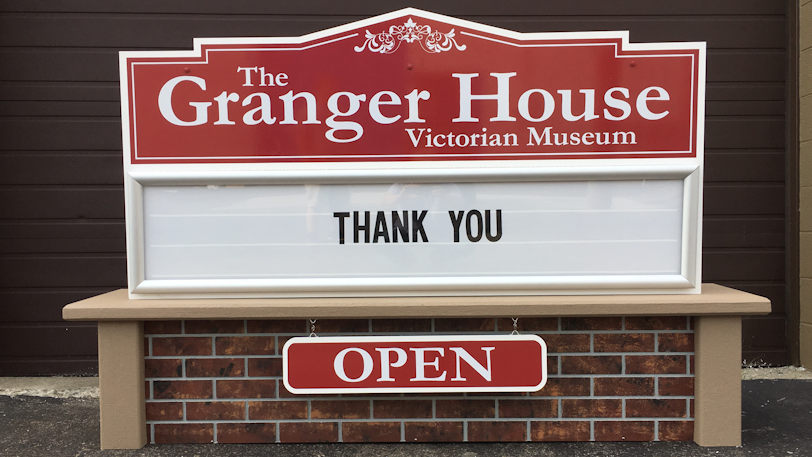 The
Granger House
Victorian Museum
THANK YOU
OPEN